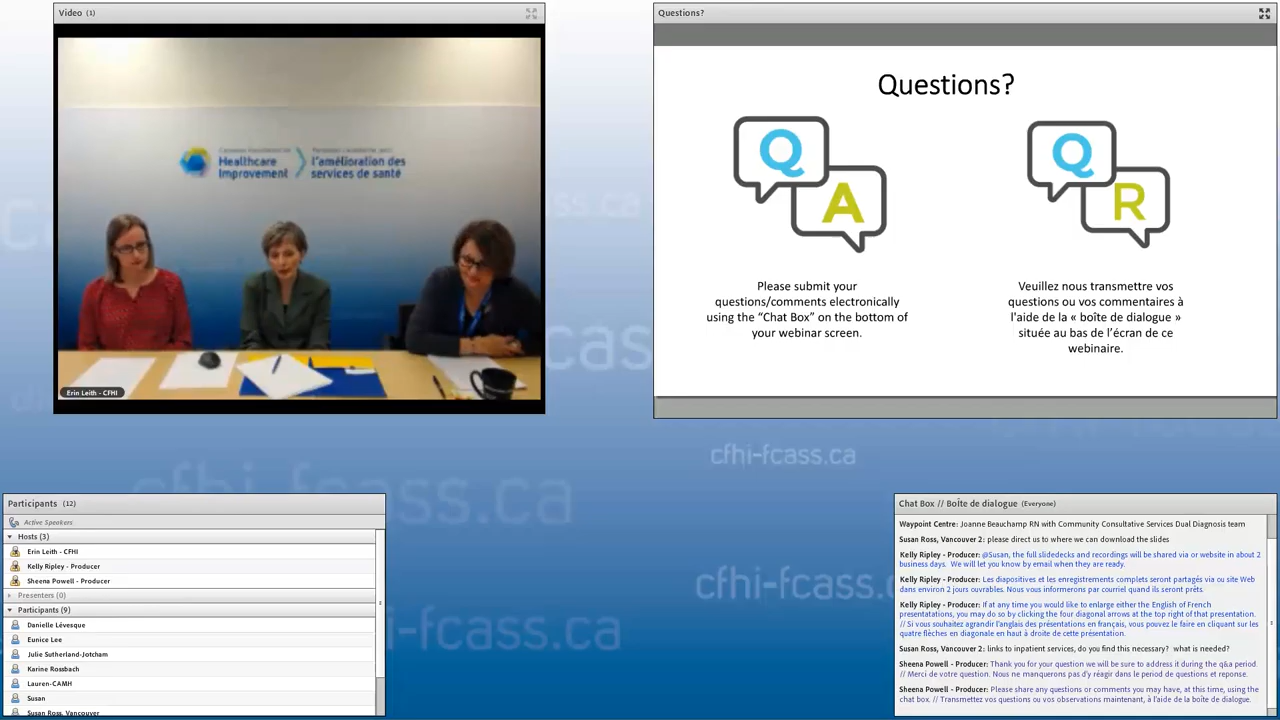 Video (1)
Healthcare
Improvement
l'amélioration des
services de santé
Erin Leith - CFHI
Questions?
Questions?
Q
A
Q
R
Please submit your
questions/comments electronically
using the “Chat Box” on the bottom of
your webinar screen.
Veuillez nous transmettre vos
questions ou vos commentaires à
l'aide de la « boîte de dialogue »
située au bas de l’écran de ce
webinaire.
cfhi-fcass.ca
cfhi-fcass.ca
Participants (12)
Active Speakers
Hosts (3)
Erin Leith - CFHI
Kelly Ripley - Producer
Sheena Powell - Producer
Presenters (0)
Participants (9)
Danielle Lévesque
Eunice Lee
Julie Sutherland-Jotcham
Karine Rossbach
Lauren-CAMH
Susan
Susan Ross, Vancouver
Chat Box // Boîte de dialogue (Everyone)
Waypoint Centre: Joanne Beauchamp RN with Community Consultative Services Dual Diagnosis team
Susan Ross, Vancouver 2: please direct us to where we can download the slides
Kelly Ripley - Producer: @Susan, the full slidedecks and recordings will be shared via or website in about 2
business days. We will let you know by email when they are ready.
Kelly Ripley - Producer: Les diapositives et les enregistrements complets seront partagés via ou site Web
dans environ 2 jours ouvrables. Nous vous informerons par courriel quand ils seront prêts.
Kelly Ripley - Producer: If at any time you would like to enlarge either the English of French
presentatations, you may do so by clicking the four diagonal arrows at the top right of that presentation.
// Si vous souhaitez agrandir l'anglais des présentations en français, vous pouvez le faire en cliquant sur les
quatre flèches en diagonale en haut à droite de cette présentation.
Susan Ross, Vancouver 2: links to inpatient services, do you find this necessary? what is needed?
Sheena Powell - Producer: Thank you for your question we will be sure to address it during the q&a period.
// Merci de votre question. Nous ne manquerons pas d'y réagir dans le period de questions et reponse.
Sheena Powell - Producer: Please share any questions or comments you may have, at this time, using the
chat box. // Transmettez vos questions ou vos observations maintenant, à l'aide de la boîte de dialogue.